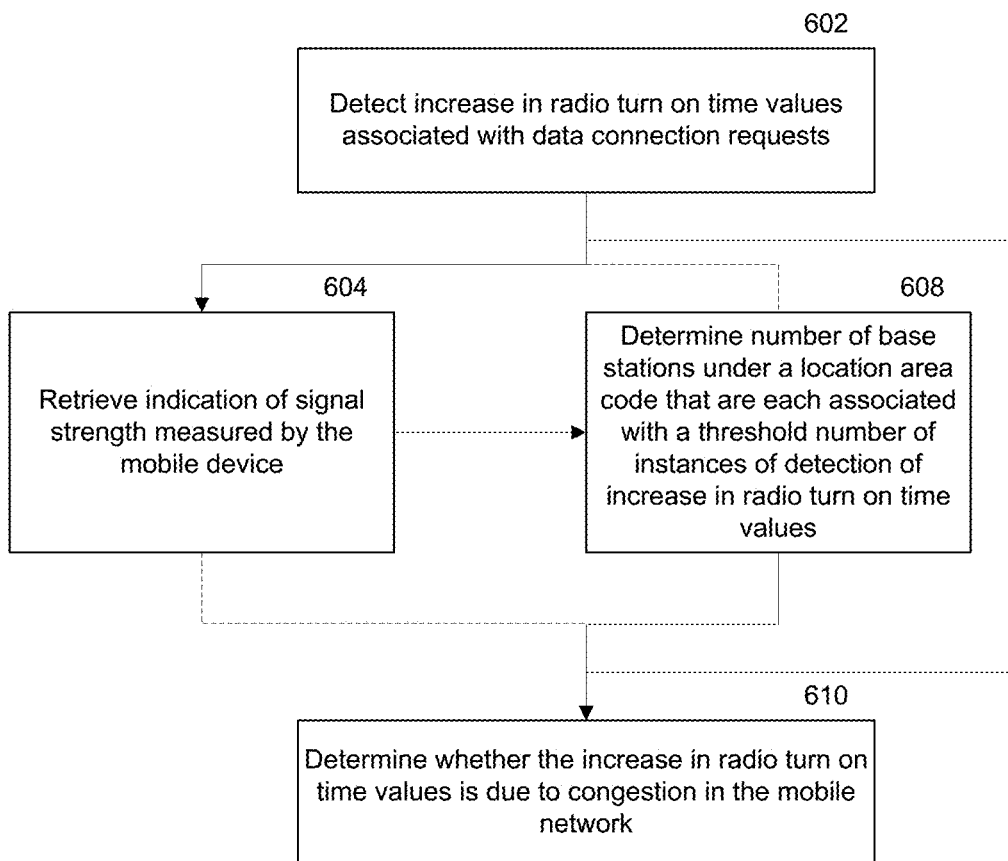 602
Detect increase in radio turn on time values
associated with data connection requests
604
Retrieve indication of signal
strength measured by the
mobile device
608
Determine number of base
stations under a location area
code that are each associated
with a threshold number of
instances of detection of
increase in radio turn on time
values
610
Determine whether the increase in radio turn on
time values is due to congestion in the mobile
network